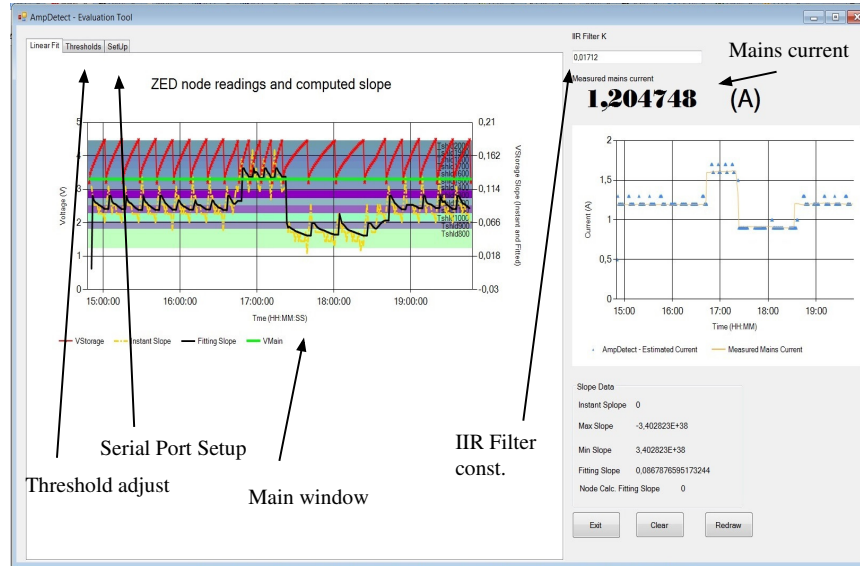 AmpDetect - Evaluation Tool
Linear Fit Thresholds SetUp
ZED node readings and computed slope
5
4
3
2
1
0
Voltage (V)
0,21
0,162
0,114
0,066
0,018
-0,03
VStorage Slope (Instant and Fitted)
Tshld1000
Tshld900
Tshld800
15:00:00 16:00:00 17:00:00 18:00:00 19:00:00
Tme (HH:MM:SS)
VStorage Instant Slope Fitting Slope VMain
Serial Port Setup
Threshold adjust
Main window
IIR Filter K
0,01712
Mains current
Measured mains current
1,204748 (A)
2
1,5
1
0,5
0
Current (A)
15:00 16:00 17:00 18:00 19:00
Time (HH:MM)
AmpDetect - Estimated Current Measured Mains Current
IIR Filter
const.
Slope Data
Instant Splope 0
Max Slope -3,402823E+38
Min Slope 3,402823E+38
Fitting Slope 0,0867876595173244
Node Calc. Fitting Slope 0
Exit Clear Redraw